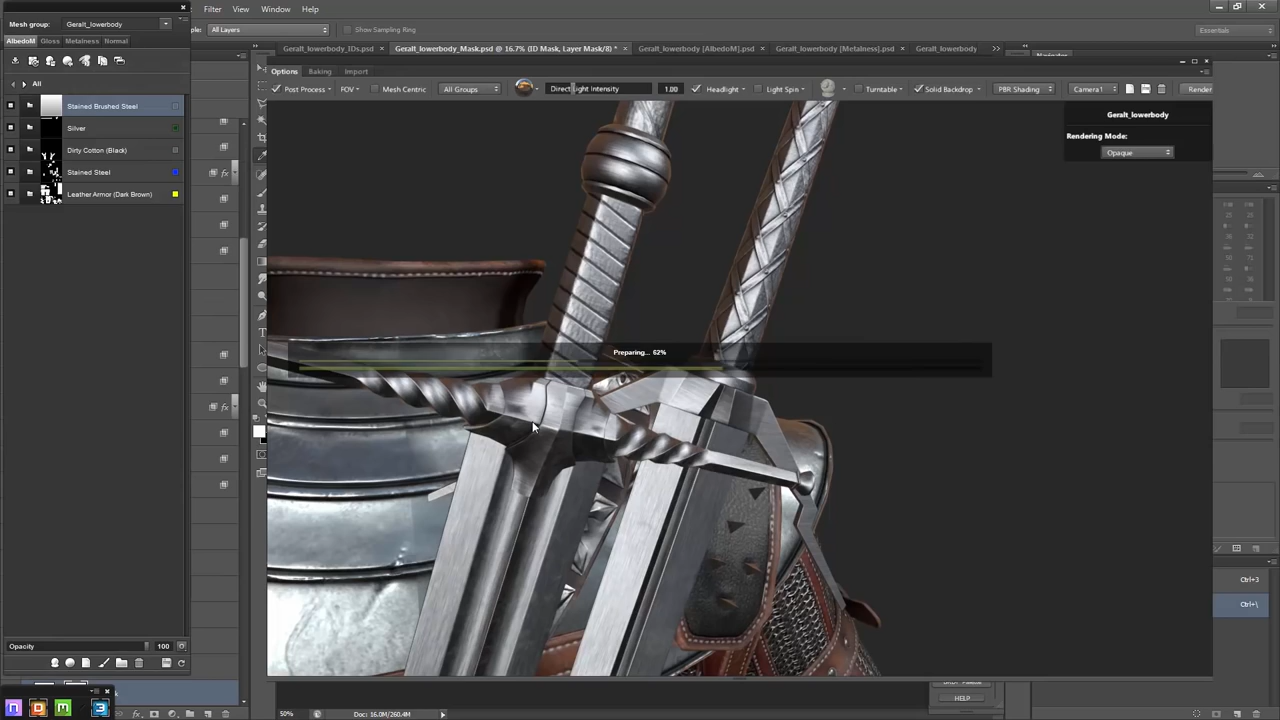 Mesh group: Geralt_lowerbody
AlbedoM Gloss Metalness Normal
All
Stained Brushed Steel
Silver
Dirty Cotton (Black)
Stained Steel
Leather Armor (Dark Brown)
Opacity 100
Filter View Window Help
All Layers Show Sampling Ring
Essentials
Geralt_lowerbody_IDs.psd × Geralt_lowerbody_Mask.psd @ 16.7% (ID Mask, Layer Mask/8) * × Geralt_lowerbody [AlbedoM].psd × Geralt_lowerbody [Metalness].psd × Geralt_lowerbody
Options Baking Import
Post Process FOV Mesh Centric All Groups Direct Light Intensity 1.00 Headlight Light Spin Turntable Solid Backdrop PBR Shading Camera1 Render
Geralt_lowerbody
Rendering Mode:
Opaque
Preparing... 62%
fx
fx
Ctrl+3
Ctrl+\
HELP
50% Doc: 16.0M/260.4M